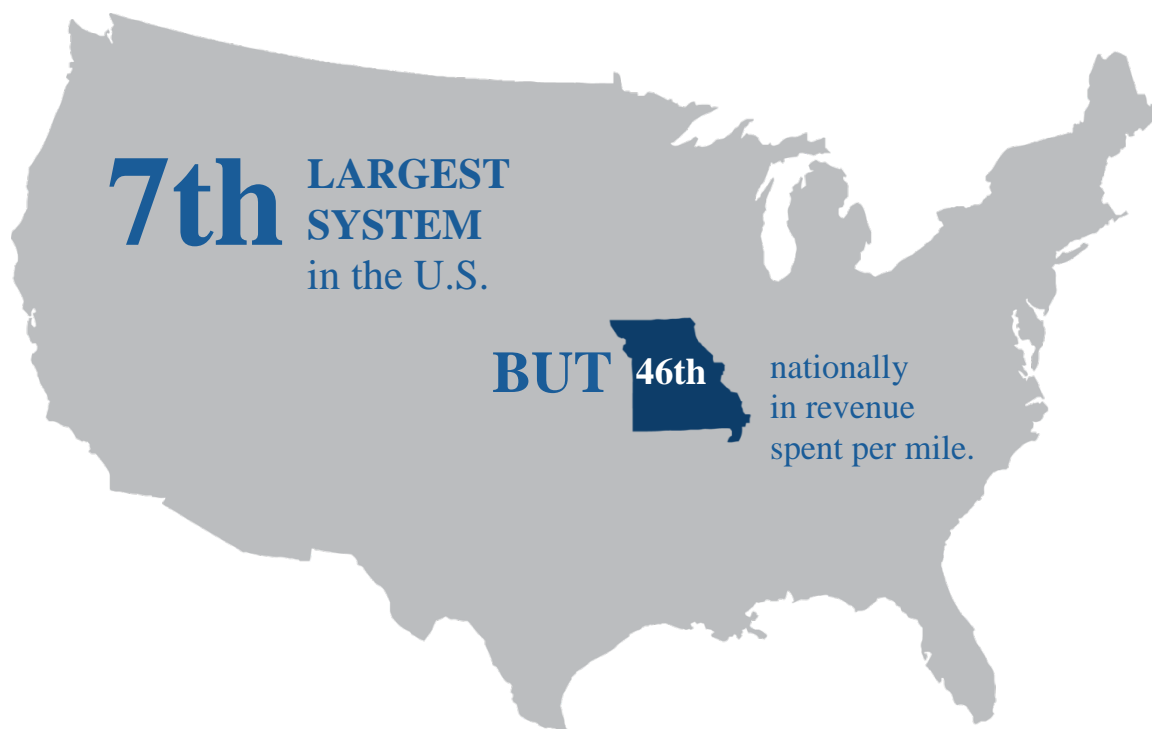 7th
LARGEST
SYSTEM
in the U.S.
BUT
46th
nationally
in revenue
spent per mile.